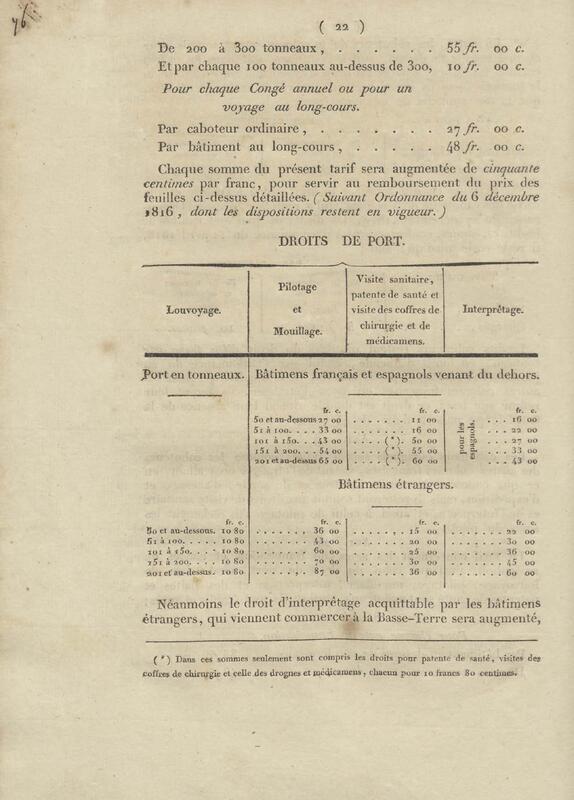 76
( 22 )
De 200 à 300 tonneaux, . . . . . . 55 fr. 00 c.
Et par chaque 100 tonneaux au-dessus de 300, 10 fr. 00 c.
Pour chaque Congé annuel ou pour un
voyage au long-cours.
Par caboteur ordinaire, . . . . . . . 27 fr. 00 c.
Par bâtiment au long-cours, . . . . . 48 fr. 00 c.
Chaque somme du présent tarif sera augmentée de cinquante
centimes par franc, pour servir au remboursement du prix des
feuilles ci-dessus détaillées. ( Suivant Ordonnance du 6 décembre
1816, dont les dispositions restent en vigueur. )
DROITS DE PORT.
Louvoyage.
Pilotage
et
Mouillage.
Visite sanitaire,
patente de santé et
visite des coffres de
chirurgie et de
médicamens.
Interprêtage.
Port en tonneaux. Bâtimens français et espagnols venant du dehors.
fr. c. fr. c. fr. c.
50 et au-dessous 27 00 . . . . . . . 11 00 . . . 16 00
51 à 100. . . . 33 00 . . . . . . . 16 00 . . . 22 00
101 à 150. . . 43 00 . . . . (*). 50 00 . . . 27 00
151 à 200. . . 54 00 . . . . (*). 55 00 . . . 33 00
201 et au-dessus 65 00 . . . . (*). 60 00 . . . 43 00
pour les
espagnols.
Bâtimens étrangers.
fr. c. fr. c. fr. c. fr. c.
50 et au-dessous. 10 80 . . . . . . . 36 00 . . . . . . . 15 00 . . . . . . . 22 00
51 à 100. . . . 10 80 . . . . . . . 43 00 . . . . . . . 20 00 . . . . . . . 30 00
101 à 150. . . . 10 80 . . . . . . . 60 00 . . . . . . . 25 00 . . . . . . . 36 00
151 à 200. . . . 10 80 . . . . . . . 70 00 . . . . . . . 30 00 . . . . . . . 45 00
201 et au-dessus. 10 80 . . . . . . . 87 00 . . . . . . . 36 00 . . . . . . . 60 00
Néanmoins le droit d'interprêtage acquittable par les bâtimens
étrangers, qui viennent commercer à la Basse-Terre sera augmenté,
(*) Dans ces sommes seulement sont compris les droits pour patente de santé, visites des
coffres de chirurgie et celle des drognes et médicamens, chacun pour 10 francs 80 centimes.